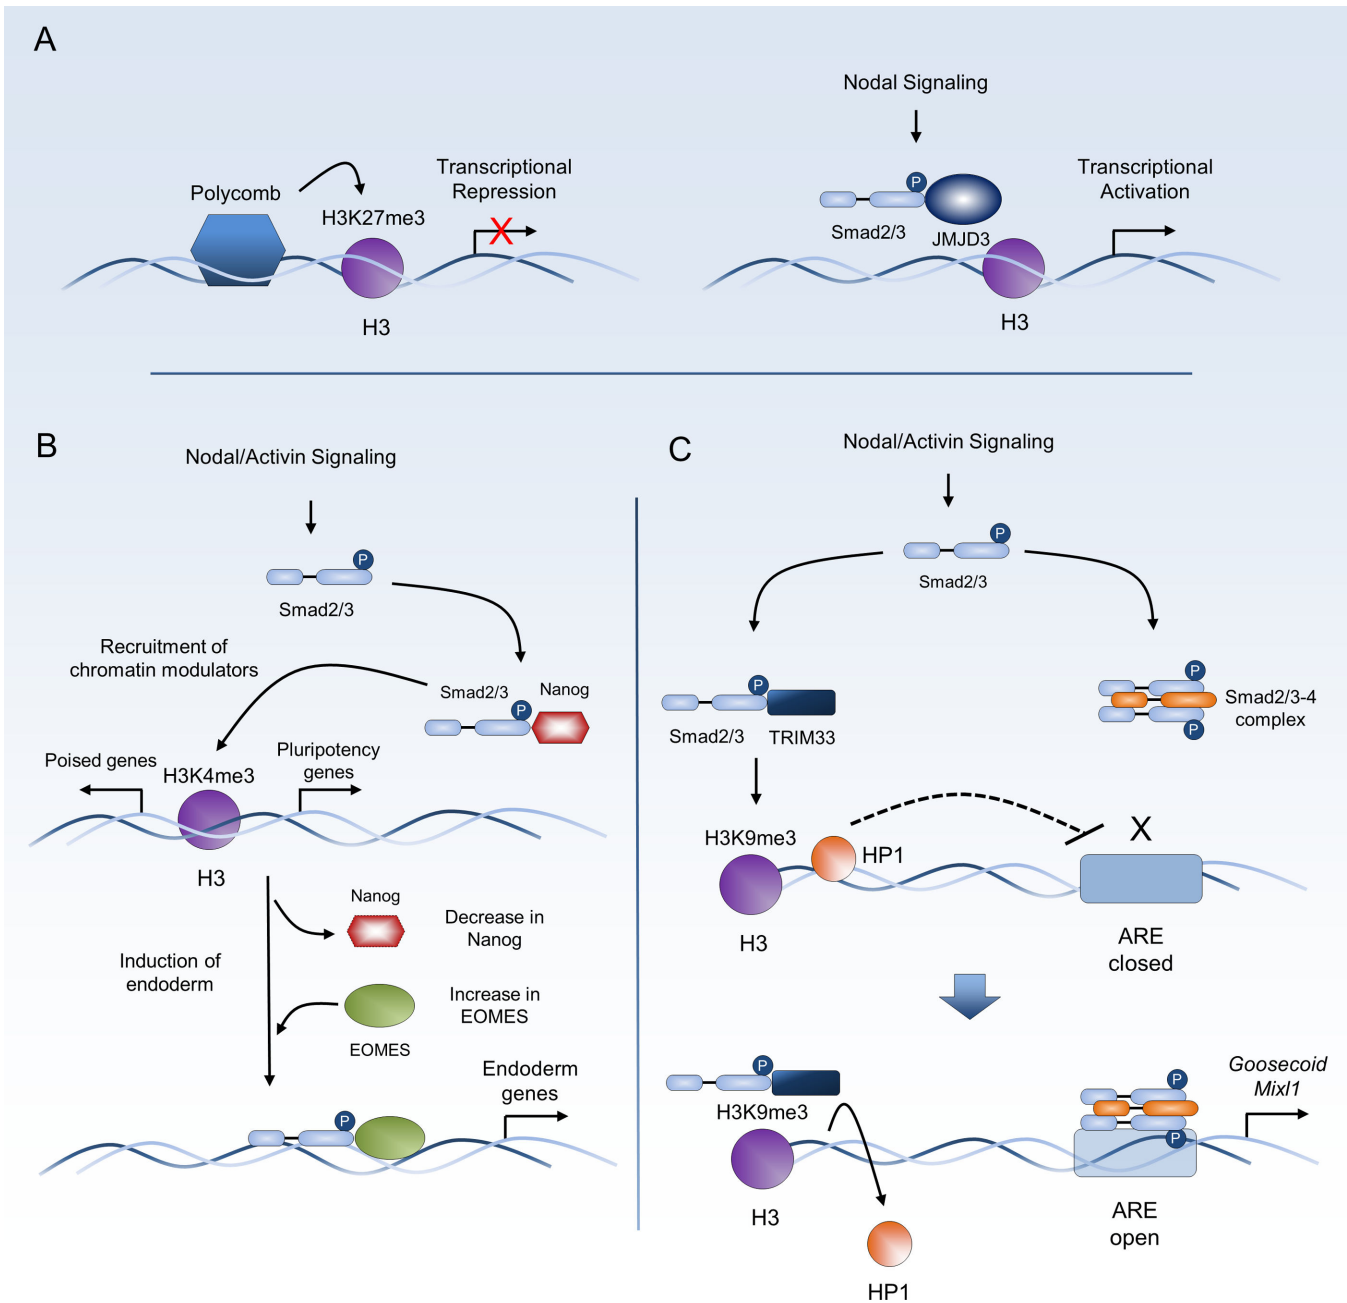 A
Nodal Signaling
Polycomb
Transcriptional
Repression
H3K27me3
X
H3
P
Smad2/3
JMJD3
Transcriptional
Activation
H3
B
Nodal/Activin Signaling
P
Smad2/3
Recruitment of
chromatin modulators
Smad2/3
Nanog
P
Poised genes
H3K4me3
Pluripotency
genes
H3
Nanog
Decrease in
Nanog
Induction of
endoderm
Increase in
EOMES
EOMES
Endoderm
genes
P
C
Nodal/Activin Signaling
P
Smad2/3
P
Smad2/3
TRIM33
P
Smad2/3-4
complex
P
H3K9me3
HP1
X
H3
ARE
closed
P
H3K9me3
H3
HP1
P
P
Goosecoid
Mixl1
ARE
open